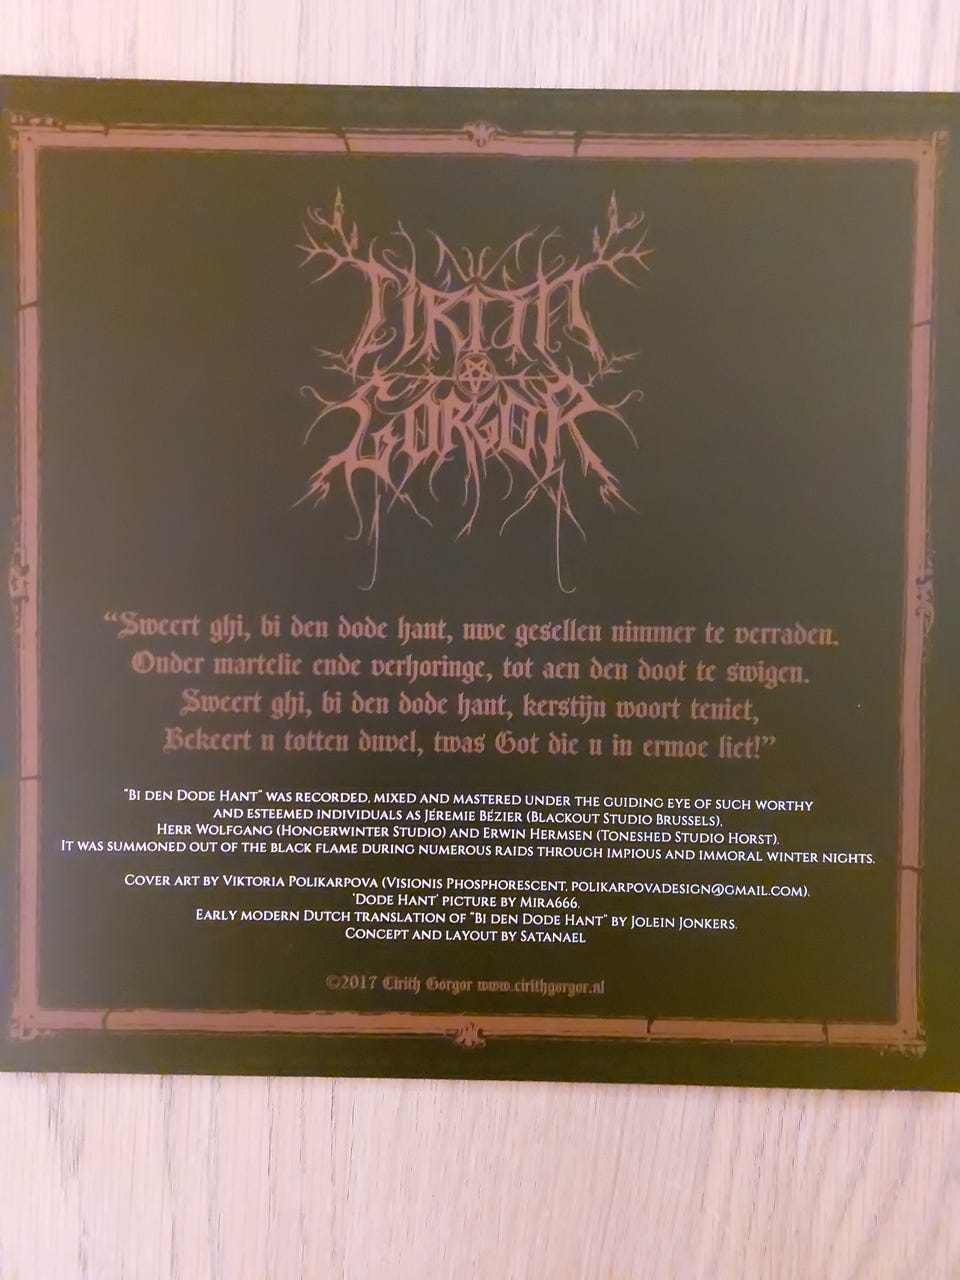 CIRITH
GORGOR
“Sweert ghi, bi den dode hant, uwe gesellen nimmer te verraden.
Onder martelie ende verhoringe, tot aen den doot te swigen.
Sweert ghi, bi den dode hant, kerstijn woort teniet,
Bekeert u totten duvel, twas Got die u in ermoe liet!”
"BI DEN DODE HANT" WAS RECORDED, MIXED AND MASTERED UNDER THE GUIDING EYE OF SUCH WORTHY
AND ESTEEMED INDIVIDUALS AS JÉREMIE BÉZIER (BLACKOUT STUDIO BRUSSELS),
HERR WOLFGANG (HONGERWINTER STUDIO) AND ERWIN HERMSEN (TONESHED STUDIO HORST).
IT WAS SUMMONED OUT OF THE BLACK FLAME DURING NUMEROUS RAIDS THROUGH IMPIOUS AND IMMORAL WINTER NIGHTS.
COVER ART BY VIKTORIA POLIKARPOVA (VISIONIS PHOSPHORESCENT, POLIKARPOVADESIGN@GMAIL.COM).
'DODE HANT' PICTURE BY MIRA666.
EARLY MODERN DUTCH TRANSLATION OF "BI DEN DODE HANT" BY JOLEIN JONKERS.
CONCEPT AND LAYOUT BY SATANAEL
©2017 Cirith Gorgor www.cirithgorgor.nl